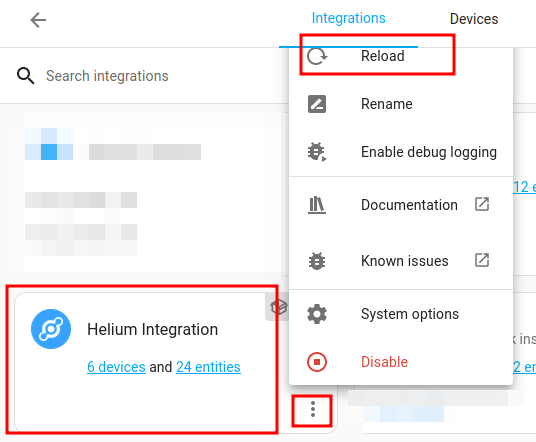 Integrations
Devices
Search integrations
Reload
Rename
Enable debug logging
Documentation
Known issues
System options
Disable
12 e
Helium Integration
6 devices and 24 entities
k ins
2 en